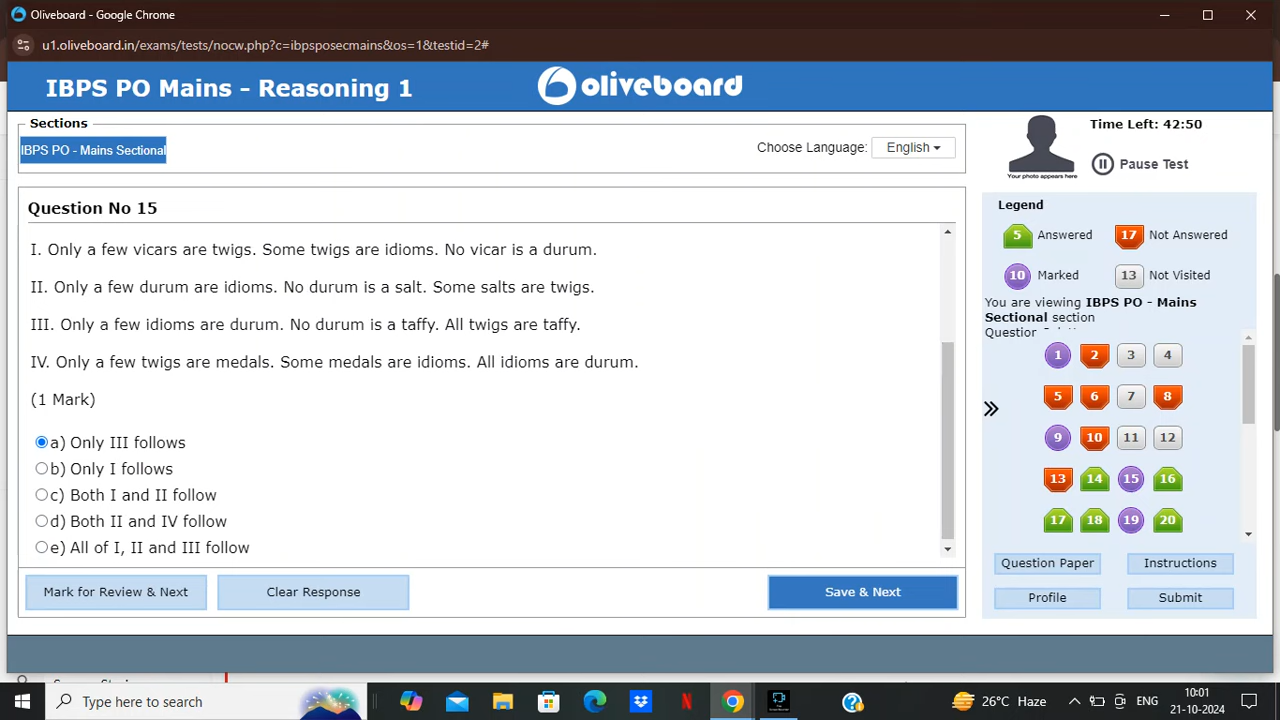 Oliveboard - Google Chrome
u1.oliveboard.in/exams/tests/nocw.php?c=ibpsposecmains&os=1&testid=2#
IBPS PO Mains - Reasoning 1
oliveboard
Sections
IBPS PO - Mains Sectional
Choose Language: English
Your photo appears here
Time Left: 42:50
Pause Test
Question No 15
I. Only a few vicars are twigs. Some twigs are idioms. No vicar is a durum.
II. Only a few durum are idioms. No durum is a salt. Some salts are twigs.
III. Only a few idioms are durum. No durum is a taffy. All twigs are taffy.
IV. Only a few twigs are medals. Some medals are idioms. All idioms are durum.
(1 Mark)
a) Only III follows
b) Only I follows
c) Both I and II follow
d) Both II and IV follow
e) All of I, II and III follow
Mark for Review & Next
Clear Response
Save & Next
Legend
5 Answered 17 Not Answered
10 Marked 13 Not Visited
You are viewing IBPS PO - Mains
Sectional section
1 2 3 4
5 6 7 8
9 10 11 12
13 14 15 16
17 18 19 20
Question Paper Instructions
Profile Submit
Type here to search
26°C Haze
ENG
10:01
21-10-2024